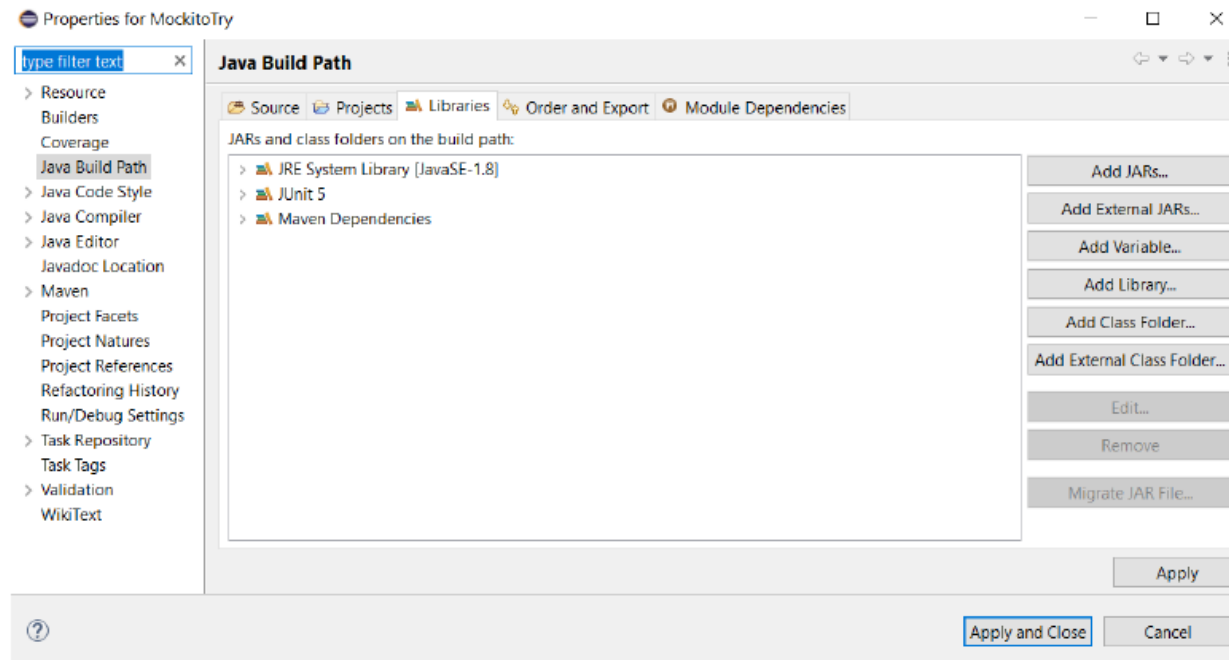 Properties for MockitoTry
type filter text
Resource
Builders
Coverage
Java Build Path
Java Code Style
Java Compiler
Java Editor
Javadoc Location
Maven
Project Facets
Project Natures
Project References
Refactoring History
Run/Debug Settings
Task Repository
Task Tags
Validation
WikiText
Java Build Path
Source Projects Libraries Order and Export Module Dependencies
JARs and class folders on the build path:
JRE System Library [JavaSE-1.8]
JUnit 5
Maven Dependencies
Add JARs...
Add External JARs...
Add Variable...
Add Library...
Add Class Folder...
Add External Class Folder...
Edit...
Remove
Migrate JAR File...
Apply
Apply and Close Cancel